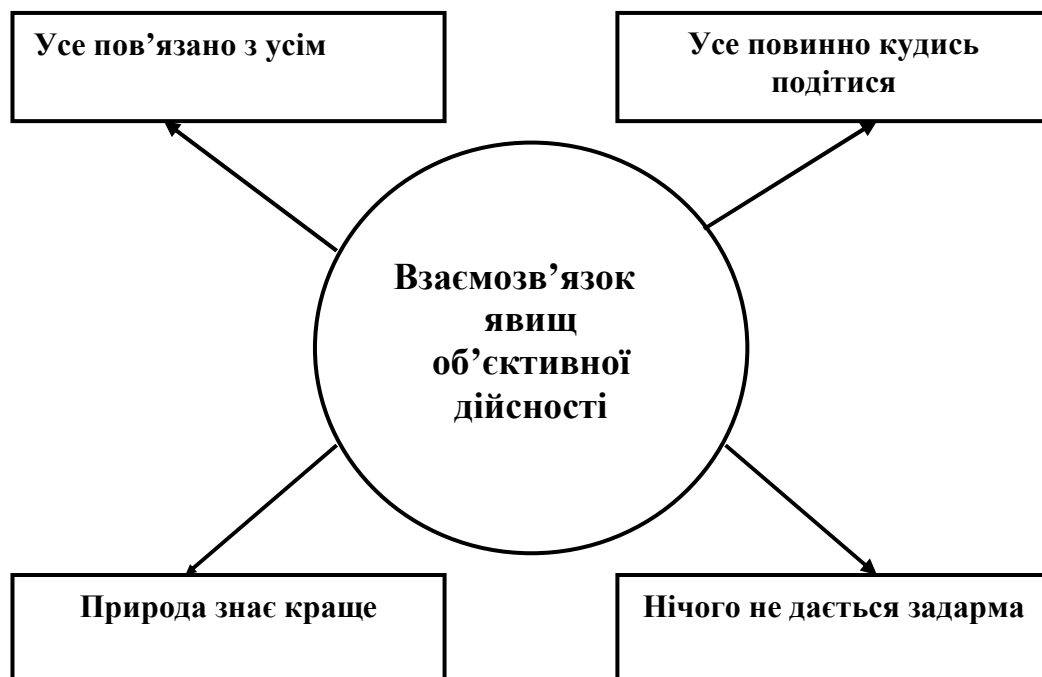 Усе пов’язано з усім
Усе повинно кудись
подітися
Взаємозв’язок
явищ
об’єктивної
дійсності
Природа знає краще
Нічого не дається задарма